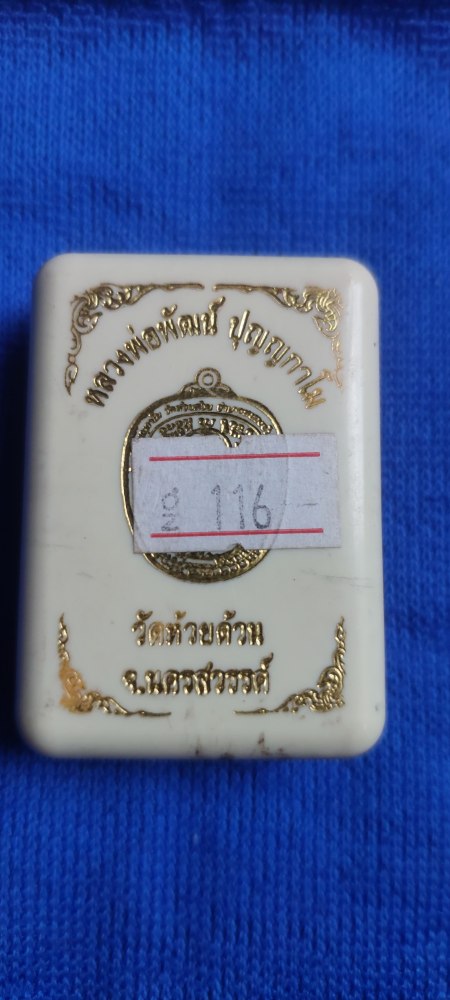 หลวงพ่อพัฒน์ ปุญญกาโม
116
วัดห้วยด้วน
จ.นครสวรรค์